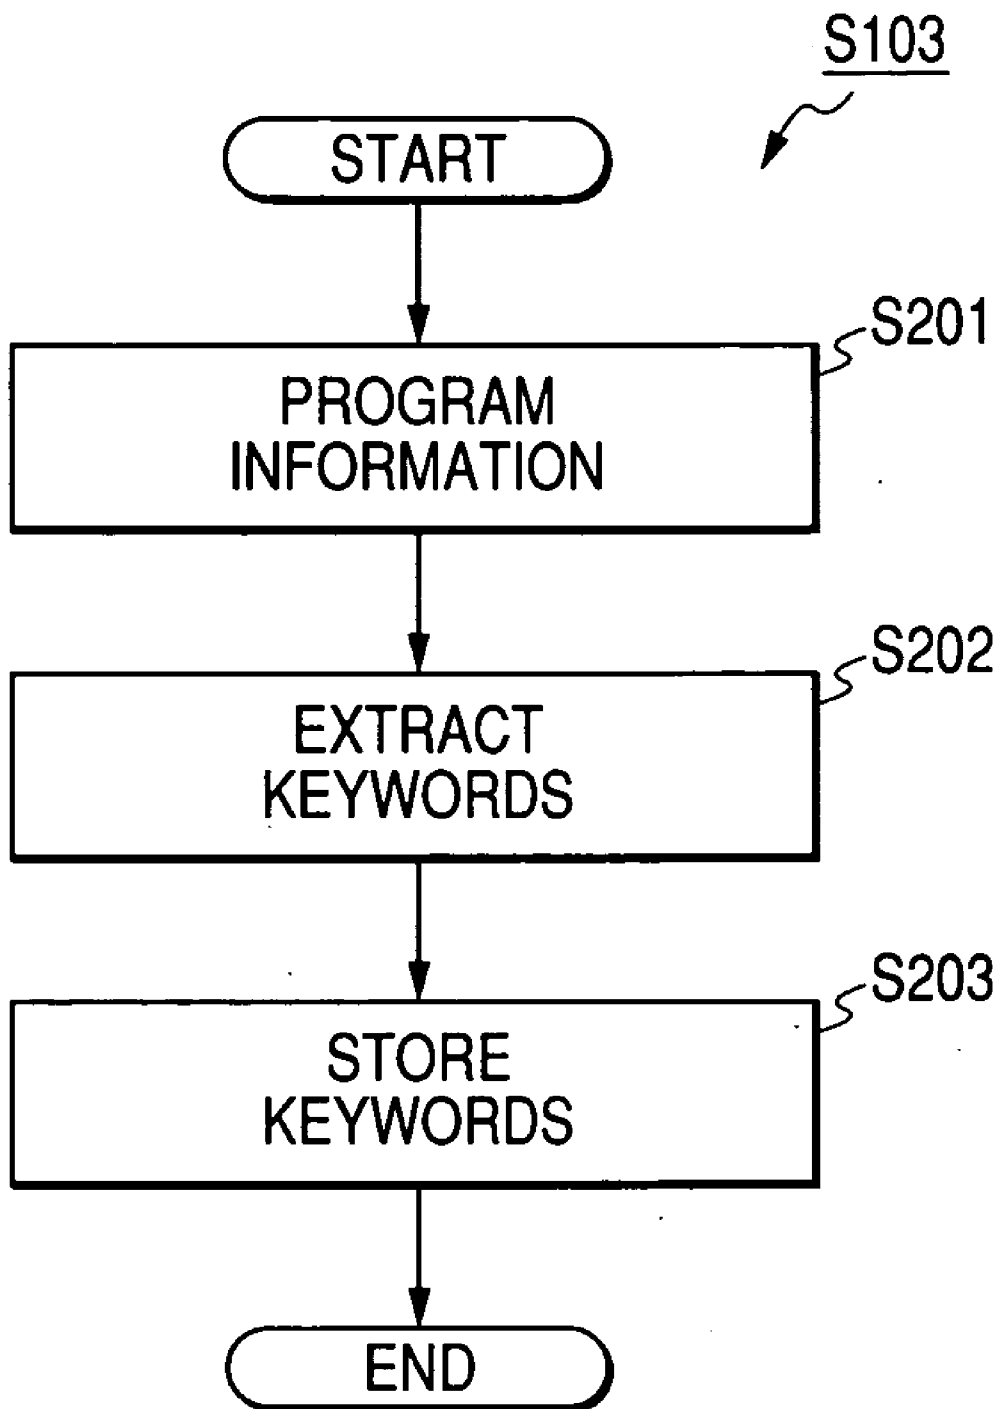 S103
START
S201
PROGRAM
INFORMATION
S202
EXTRACT
KEYWORDS
S203
STORE
KEYWORDS
END